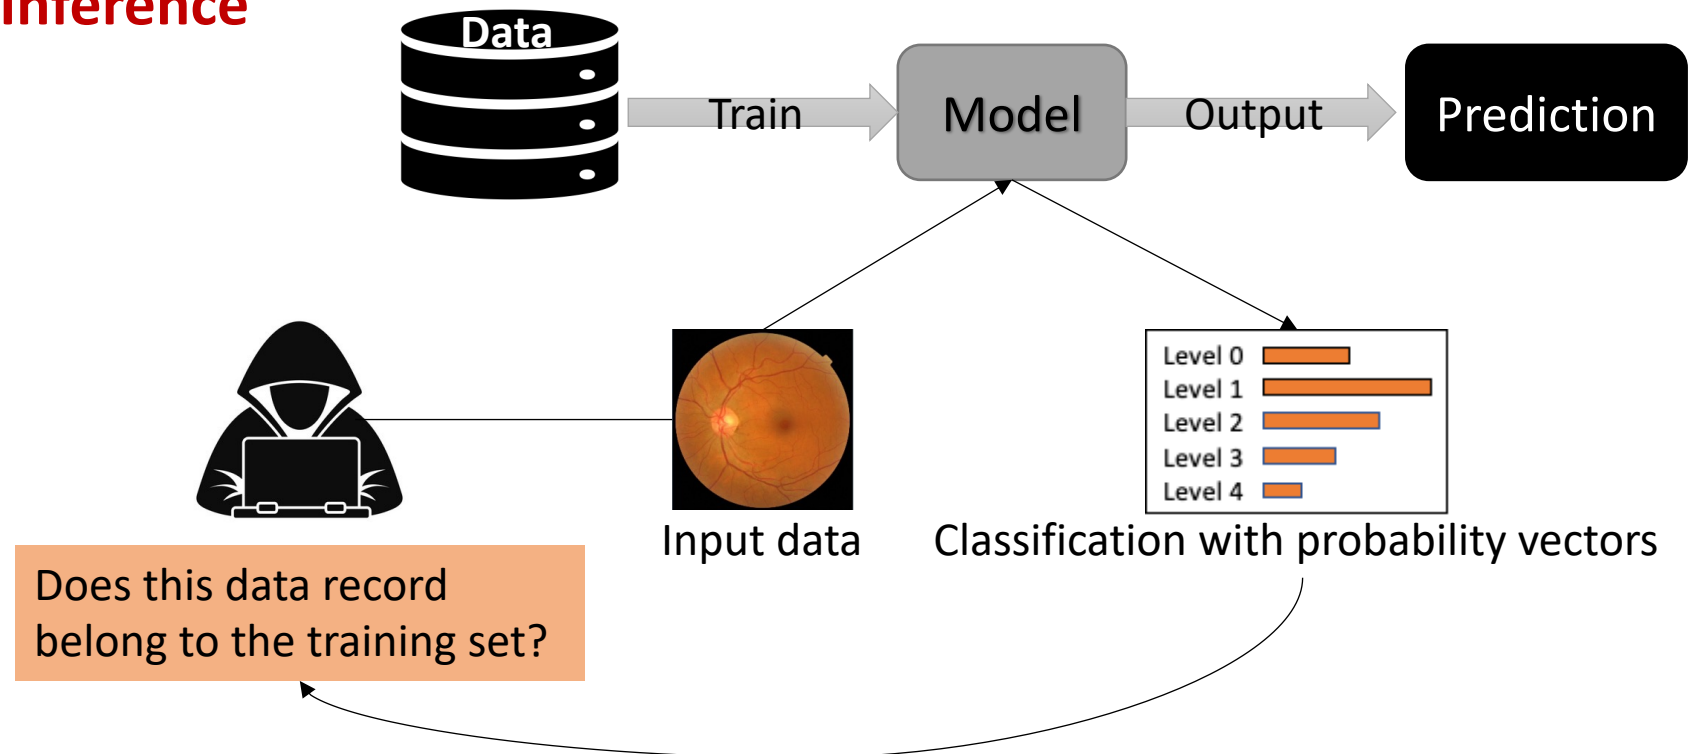 Inference
Data
Train
Model
Output
Prediction
Level 0
Level 1
Level 2
Level 3
Level 4
Input data
Classification with probability vectors
Does this data record
belong to the training set?